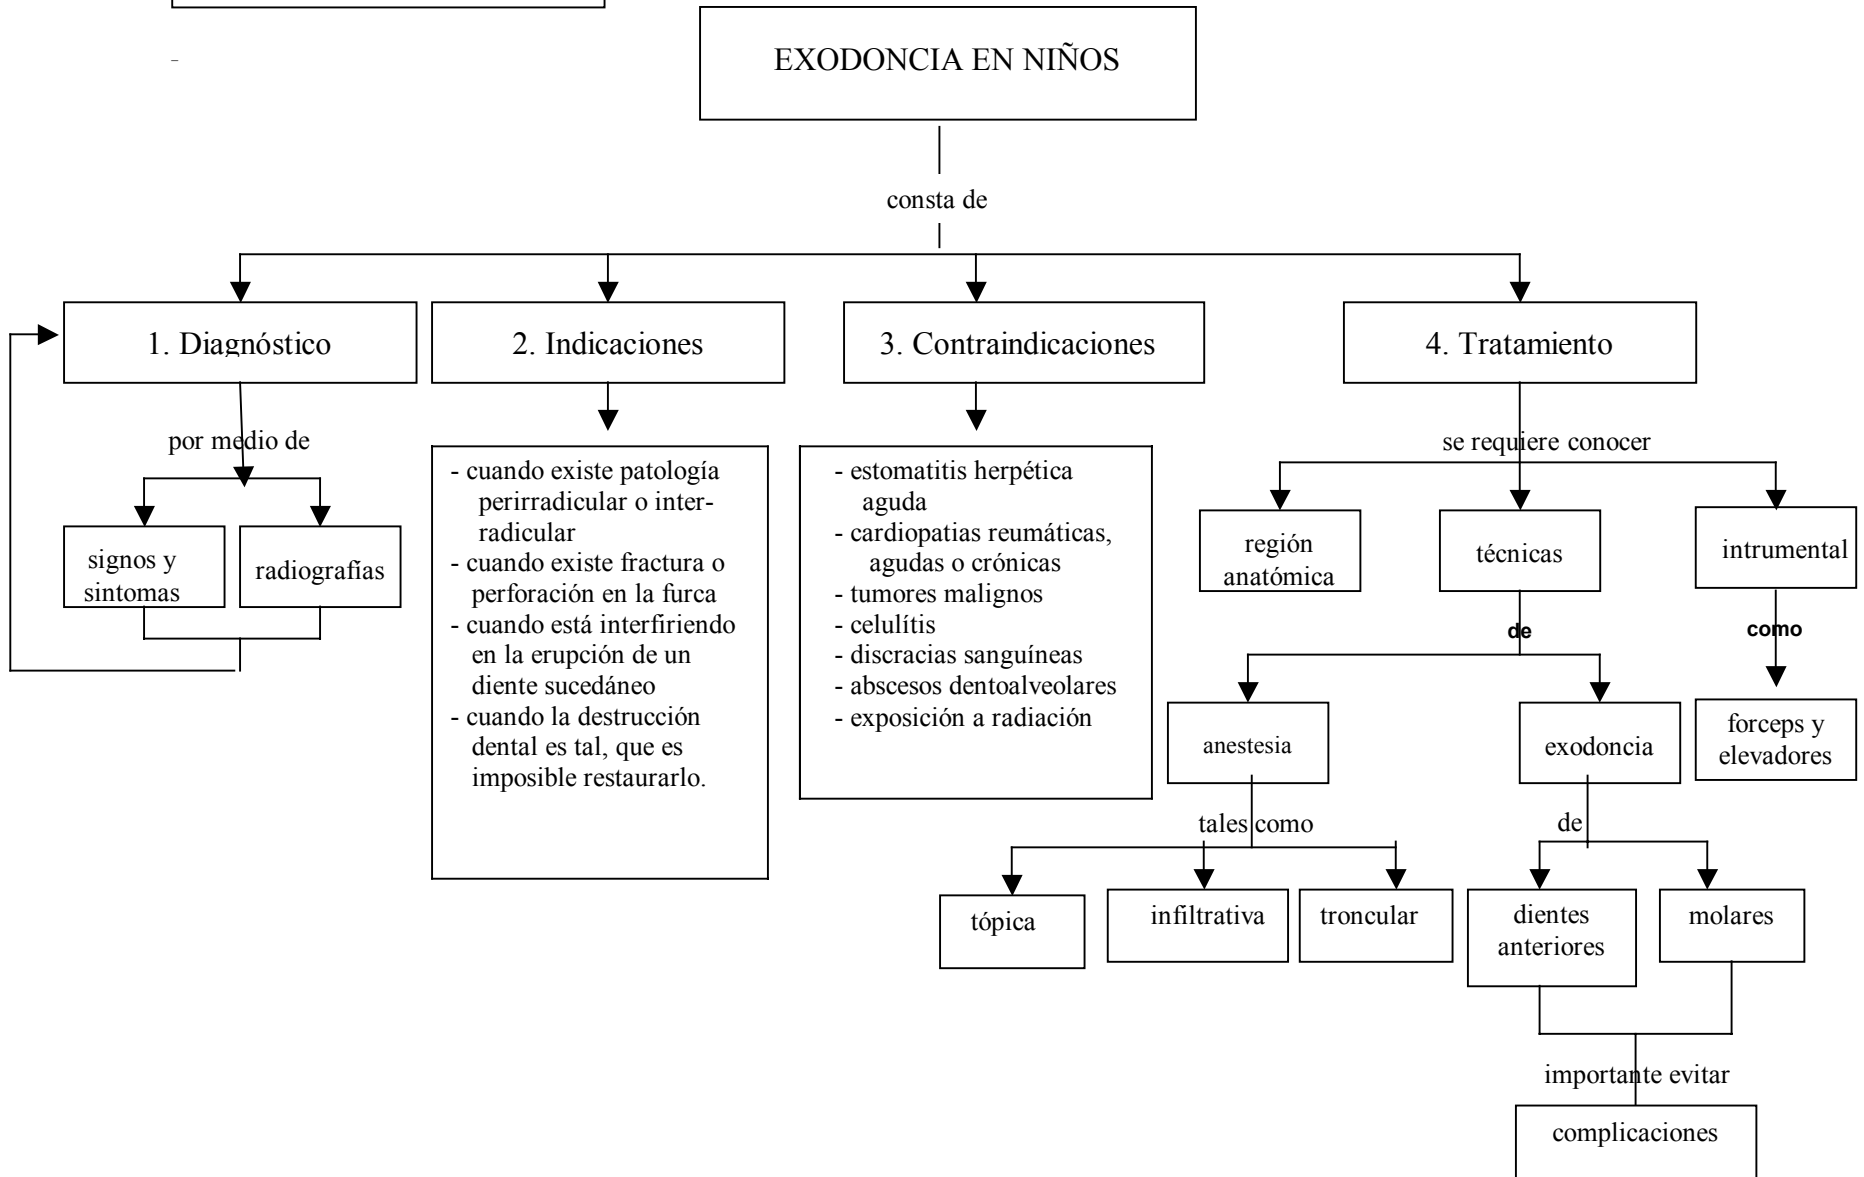 EXODONCIA EN NIÑOS
consta de
1. Diagnóstico
2. Indicaciones
3. Contraindicaciones
4. Tratamiento
por medio de
signos y
sintomas
radiografías
- cuando existe patología
perirradicular o inter-
radicular
- cuando existe fractura o
perforación en la furca
- cuando está interfiriendo
en la erupción de un
diente sucedáneo
- cuando la destrucción
dental es tal, que es
imposible restaurarlo.
- estomatitis herpética
aguda
- cardiopatias reumáticas,
agudas o crónicas
- tumores malignos
- celulítis
- discracias sanguíneas
- abscesos dentoalveolares
- exposición a radiación
se requiere conocer
región
anatómica
técnicas
intrumental
de
como
anestesia
exodoncia
forceps y
elevadores
tales como
de
tópica
infiltrativa
troncular
dientes
anteriores
molares
importante evitar
complicaciones